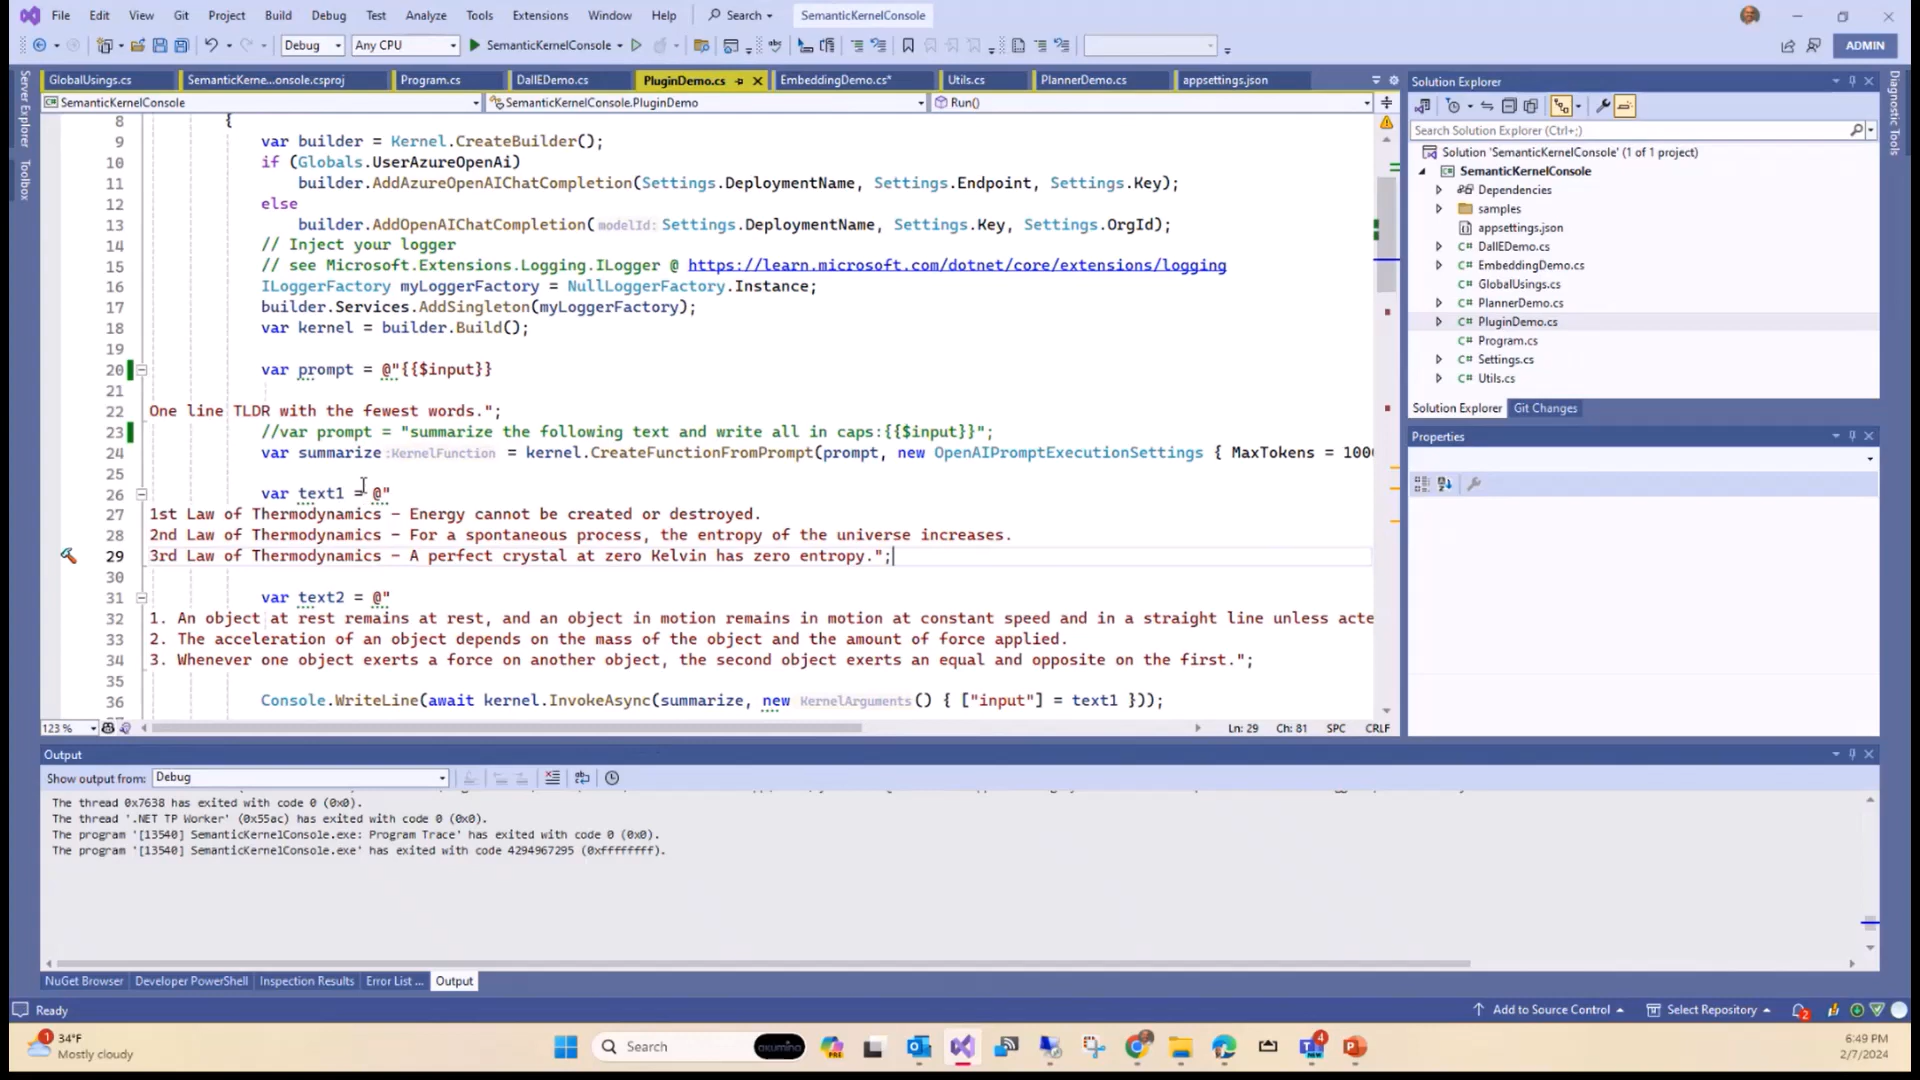 File Edit View Git Project Build Debug Test Analyze Tools Extensions Window Help Search SemanticKernelConsole
Debug Any CPU SemanticKernelConsole ADMIN
GlobalUsings.cs SemanticKerne...onsole.csproj Program.cs DallEDemo.cs PluginDemo.cs EmbeddingDemo.cs* Utils.cs PlannerDemo.cs appsettings.json
SemanticKernelConsole SemanticKernelConsole.PluginDemo Run()
Server Explorer
Toolbox
8 {
9 var builder = Kernel.CreateBuilder();
10 if (Globals.UserAzureOpenAi)
11 builder.AddAzureOpenAIChatCompletion(Settings.DeploymentName, Settings.Endpoint, Settings.Key);
12 else
13 builder.AddOpenAIChatCompletion(modelId: Settings.DeploymentName, Settings.Key, Settings.OrgId);
14 // Inject your logger
15 // see Microsoft.Extensions.Logging.ILogger @ https://learn.microsoft.com/dotnet/core/extensions/logging
16 ILoggerFactory myLoggerFactory = NullLoggerFactory.Instance;
17 builder.Services.AddSingleton(myLoggerFactory);
18 var kernel = builder.Build();
19
20 var prompt = @"{{$input}}
21
22 One line TLDR with the fewest words.";
23 //var prompt = "summarize the following text and write all in caps:{{$input}}";
24 var summarize :KernelFunction = kernel.CreateFunctionFromPrompt(prompt, new OpenAIPromptExecutionSettings { MaxTokens = 100
25
26 var text1 = @"
27 1st Law of Thermodynamics - Energy cannot be created or destroyed.
28 2nd Law of Thermodynamics - For a spontaneous process, the entropy of the universe increases.
29 3rd Law of Thermodynamics - A perfect crystal at zero Kelvin has zero entropy.";
30
31 var text2 = @"
32 1. An object at rest remains at rest, and an object in motion remains in motion at constant speed and in a straight line unless acte
33 2. The acceleration of an object depends on the mass of the object and the amount of force applied.
34 3. Whenever one object exerts a force on another object, the second object exerts an equal and opposite on the first.";
35
36 Console.WriteLine(await kernel.InvokeAsync(summarize, new KernelArguments() { ["input"] = text1 }));
123 % Ln: 29 Ch: 81 SPC CRLF
Solution Explorer
Search Solution Explorer (Ctrl+;)
Solution 'SemanticKernelConsole' (1 of 1 project)
SemanticKernelConsole
Dependencies
samples
appsettings.json
C# DallEDemo.cs
C# EmbeddingDemo.cs
C# GlobalUsings.cs
C# PlannerDemo.cs
C# PluginDemo.cs
C# Program.cs
C# Settings.cs
C# Utils.cs
Solution Explorer Git Changes
Properties
Diagnostic Tools
Output
Show output from: Debug
The thread 0x7638 has exited with code 0 (0x0).
The thread '.NET TP Worker' (0x55ac) has exited with code 0 (0x0).
The program '[13540] SemanticKernelConsole.exe: Program Trace' has exited with code 0 (0x0).
The program '[13540] SemanticKernelConsole.exe' has exited with code 4294967295 (0xffffffff).
NuGet Browser Developer PowerShell Inspection Results Error List ... Output
Ready Add to Source Control Select Repository 2
1 34°F
Mostly cloudy
Search akumina PRE NEW 4
6:49 PM
2/7/2024